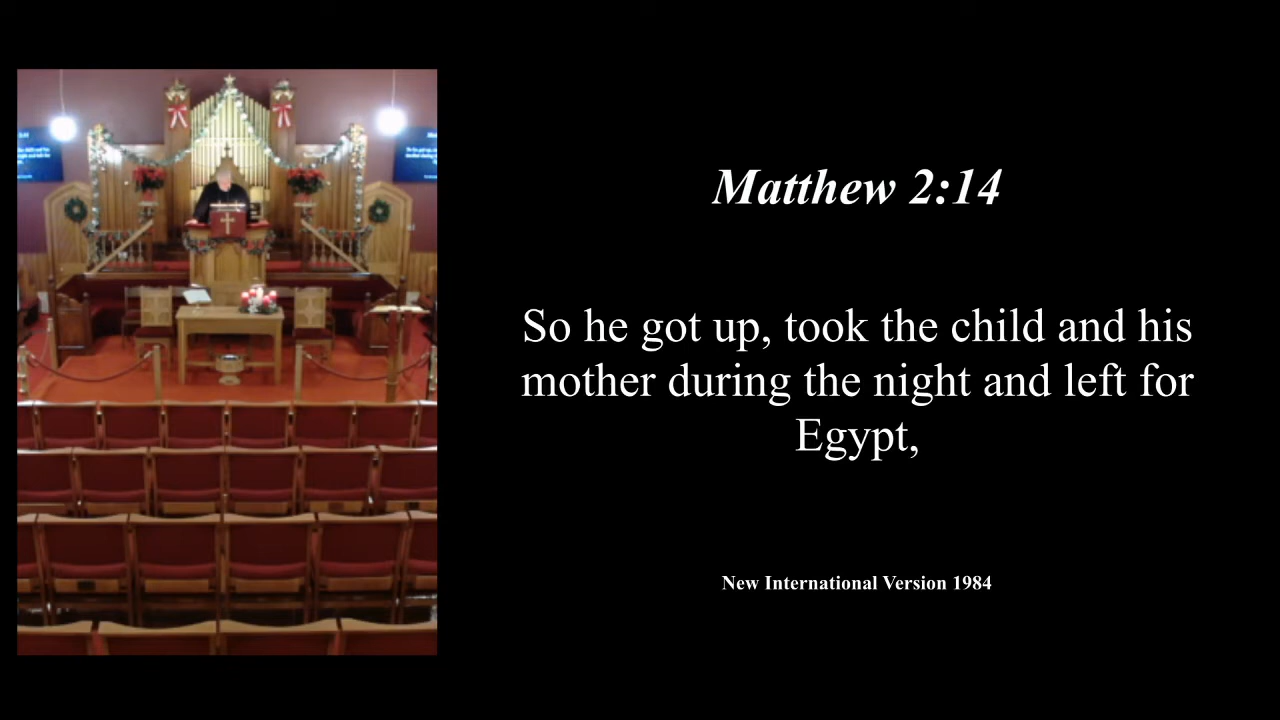 Matthew 2:14
So he got up, took the child and his
mother during the night and left for
Egypt,
New International Version 1984